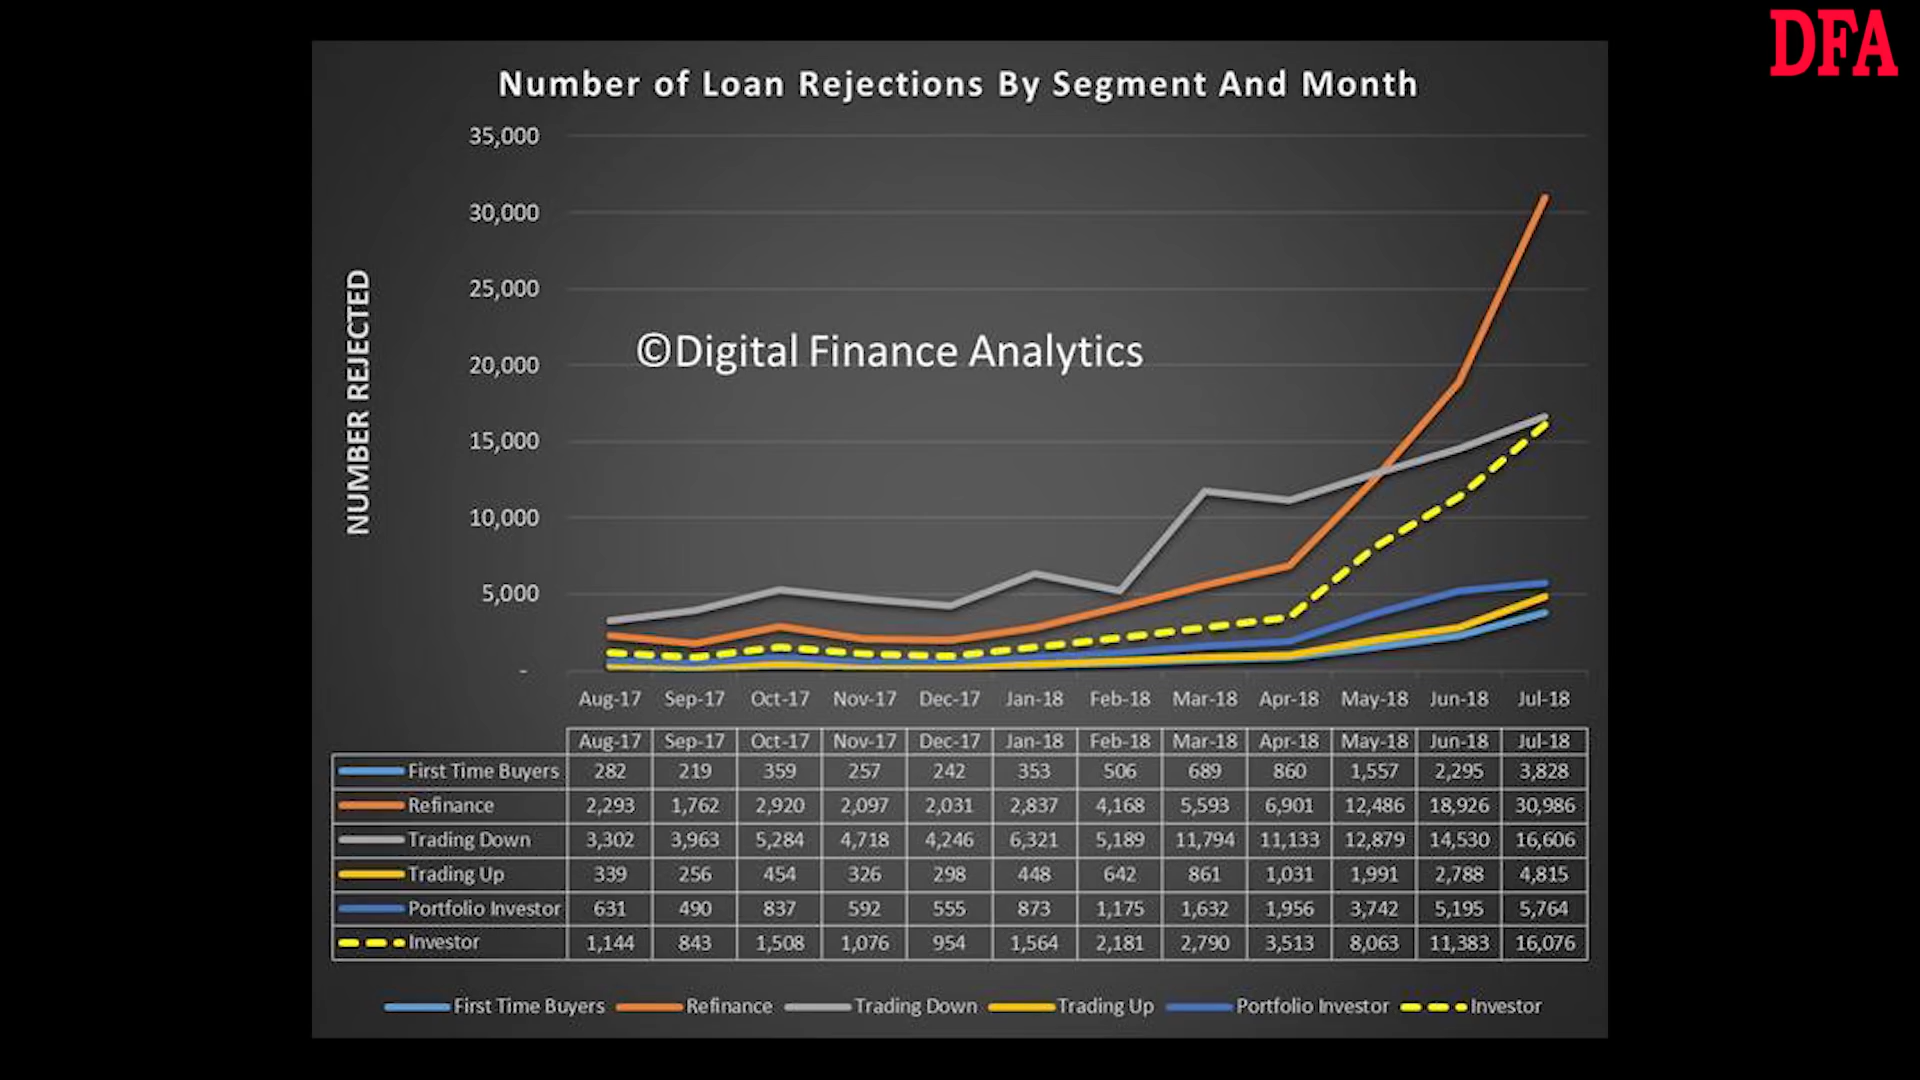 DFA
Number of Loan Rejections By Segment And Month
NUMBER REJECTED
35,000
30,000
25,000
20,000
15,000
10,000
5,000
-
©Digital Finance Analytics
Aug-17 Sep-17 Oct-17 Nov-17 Dec-17 Jan-18 Feb-18 Mar-18 Apr-18 May-18 Jun-18 Jul-18
Aug-17 Sep-17 Oct-17 Nov-17 Dec-17 Jan-18 Feb-18 Mar-18 Apr-18 May-18 Jun-18 Jul-18
First Time Buyers 282 219 359 257 242 353 506 689 860 1,557 2,295 3,828
Refinance 2,293 1,762 2,920 2,097 2,031 2,837 4,168 5,593 6,901 12,486 18,926 30,986
Trading Down 3,302 3,963 5,284 4,718 4,246 6,321 5,189 11,794 11,133 12,879 14,530 16,606
Trading Up 339 256 454 326 298 448 642 861 1,031 1,991 2,788 4,815
Portfolio Investor 631 490 837 592 555 873 1,175 1,632 1,956 3,742 5,195 5,764
Investor 1,144 843 1,508 1,076 954 1,564 2,181 2,790 3,513 8,063 11,383 16,076
First Time Buyers Refinance Trading Down Trading Up Portfolio Investor Investor